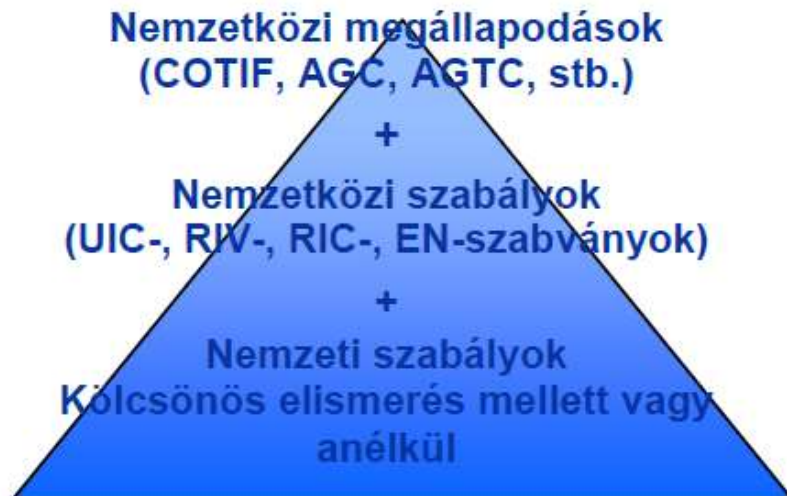 Nemzetközi megállapodások
(COTIF, AGC, AGTC, stb.)
+
Nemzetközi szabályok
(UIC-, RIV-, RIC-, EN-szabványok)
+
Nemzeti szabályok
Kölcsönös elismerés mellett vagy
anélkül